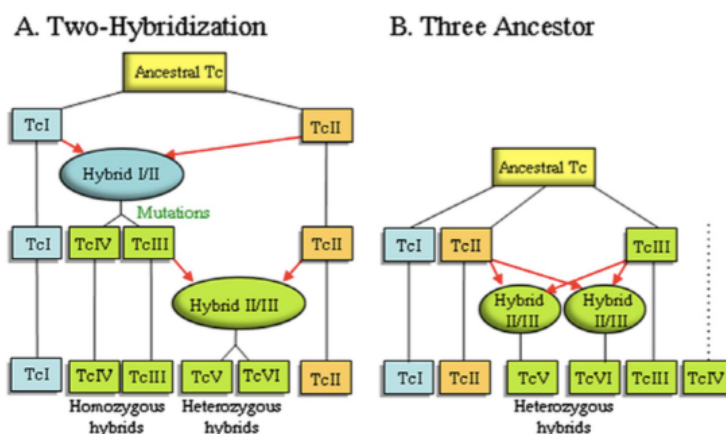 A. Two-Hybridization
Ancestral Tc
TcI
TcII
Hybrid I/II
Mutations
TcI
TcIV
TcIII
TcII
Hybrid II/III
TcI
TcIV
TcIII
TcV
TcVI
TcII
Homozygous
hybrids
Heterozygous
hybrids
B. Three Ancestor
Ancestral Tc
TcI
TcII
TcIII
Hybrid
II/III
Hybrid
II/III
TcI
TcII
TcV
TcVI
TcIII
TcIV
Heterozygous
hybrids